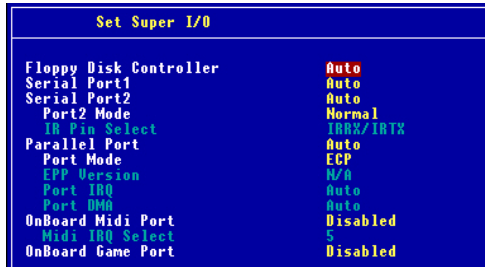 Set Super I/O
Floppy Disk Controller Auto
Serial Port1 Auto
Serial Port2 Auto
Port2 Mode Normal
IR Pin Select IRRX/IRTX
Parallel Port Auto
Port Mode ECP
EPP Version N/A
Port IRQ Auto
Port DMA Auto
OnBoard Midi Port Disabled
Midi IRQ Select 5
OnBoard Game Port Disabled